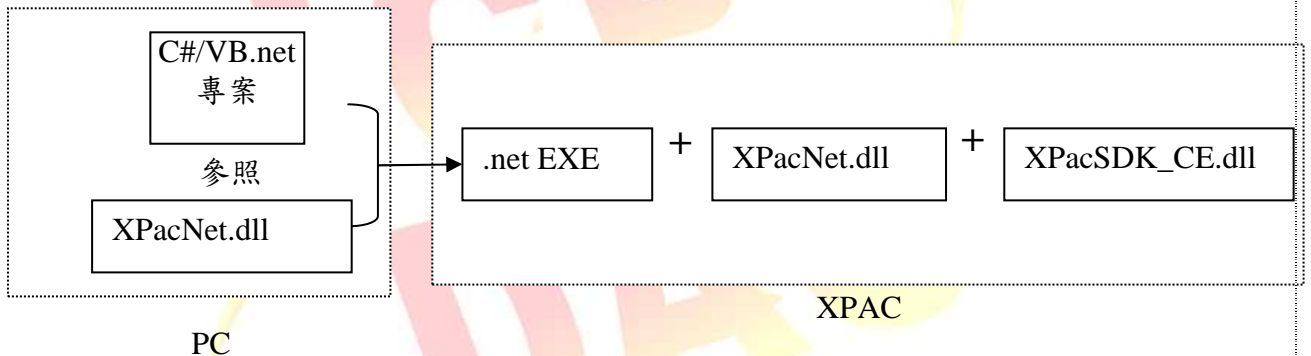 C#/VB.net
專案
參照
XPacNet.dll
PC
.net EXE
+
XPacNet.dll
+
XPacSDK_CE.dll
XPAC